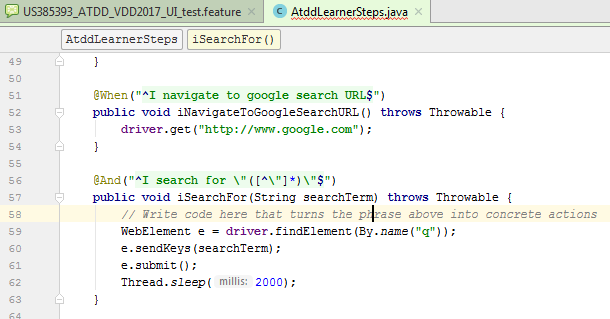 US385393_ATDD_VDD2017_UI_test.feature × AtddLearnerSteps.java ×
AtddLearnerSteps iSearchFor()
49 }
50
51 @When("^I navigate to google search URL$")
52 public void iNavigateToGoogleSearchURL() throws Throwable {
53 driver.get("http://www.google.com");
54 }
55
56 @And("^I search for \"([^\"]*)\"$")
57 public void iSearchFor(String searchTerm) throws Throwable {
58 // Write code here that turns the phrase above into concrete actions
59 WebElement e = driver.findElement(By.name("q"));
60 e.sendKeys(searchTerm);
61 e.submit();
62 Thread.sleep( millis: 2000);
63 }